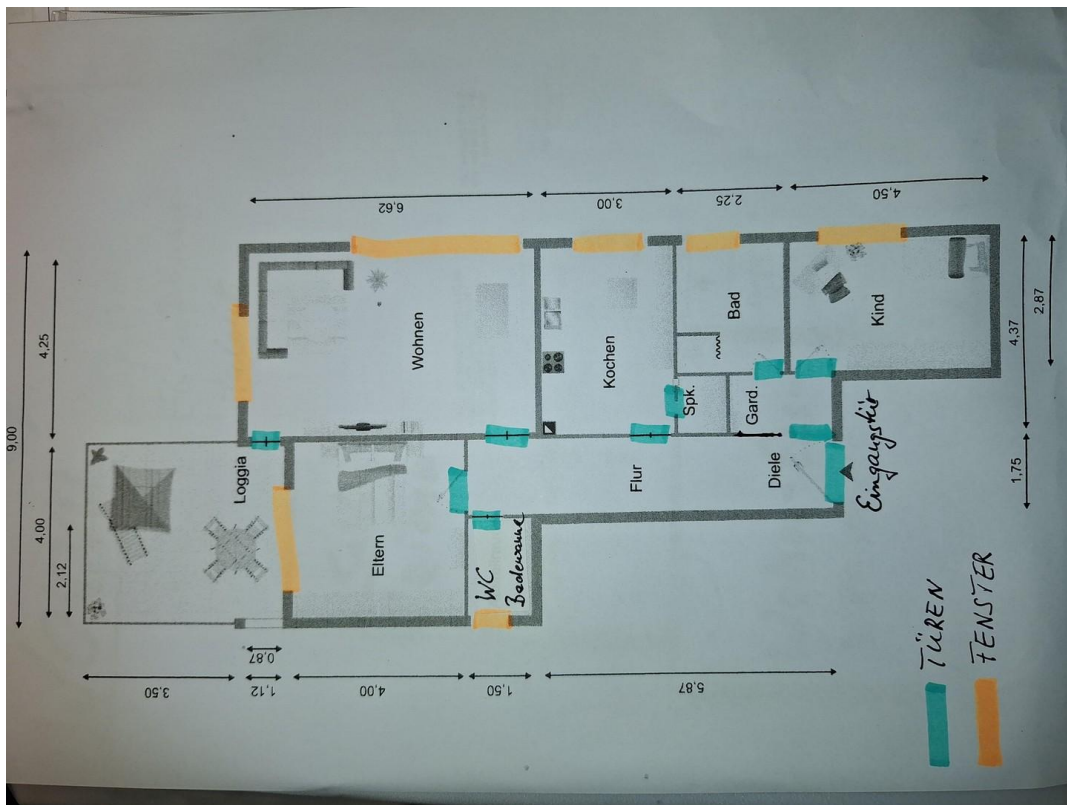 6,62
3,00
2,25
4,50
9,00
4,25
4,00
2,12
4,37
2,87
1,75
Wohnen
Kochen
Bad
Kind
Spk.
Gard.
Loggia
Eltern
Flur
Diele
WC
Badewanne
Eingangstür
0,87
3,50
1,12
4,00
1,50
5,87
TÜREN
FENSTER